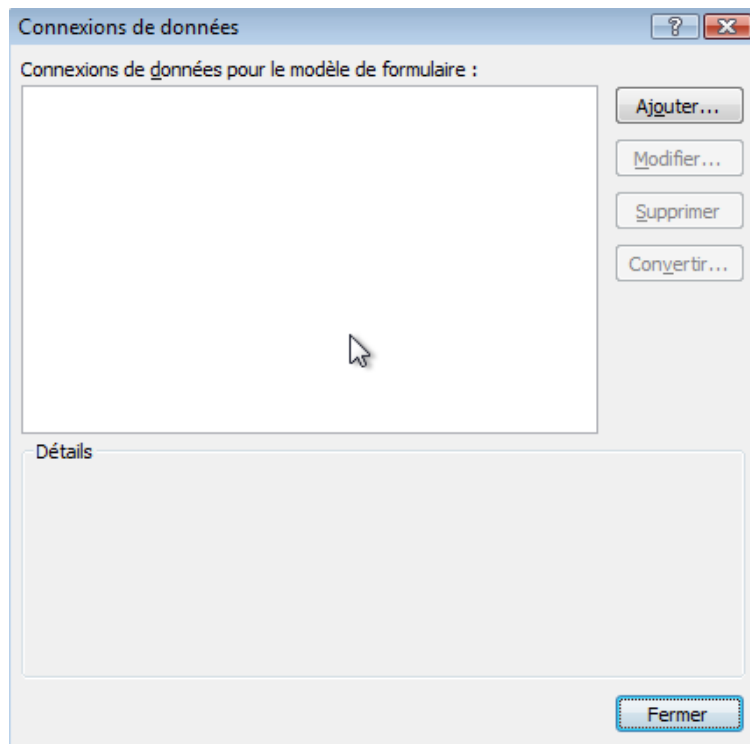 Connexions de données
?
Connexions de données pour le modèle de formulaire :
Ajouter...
Modifier...
Supprimer
Convertir...
Détails
Fermer